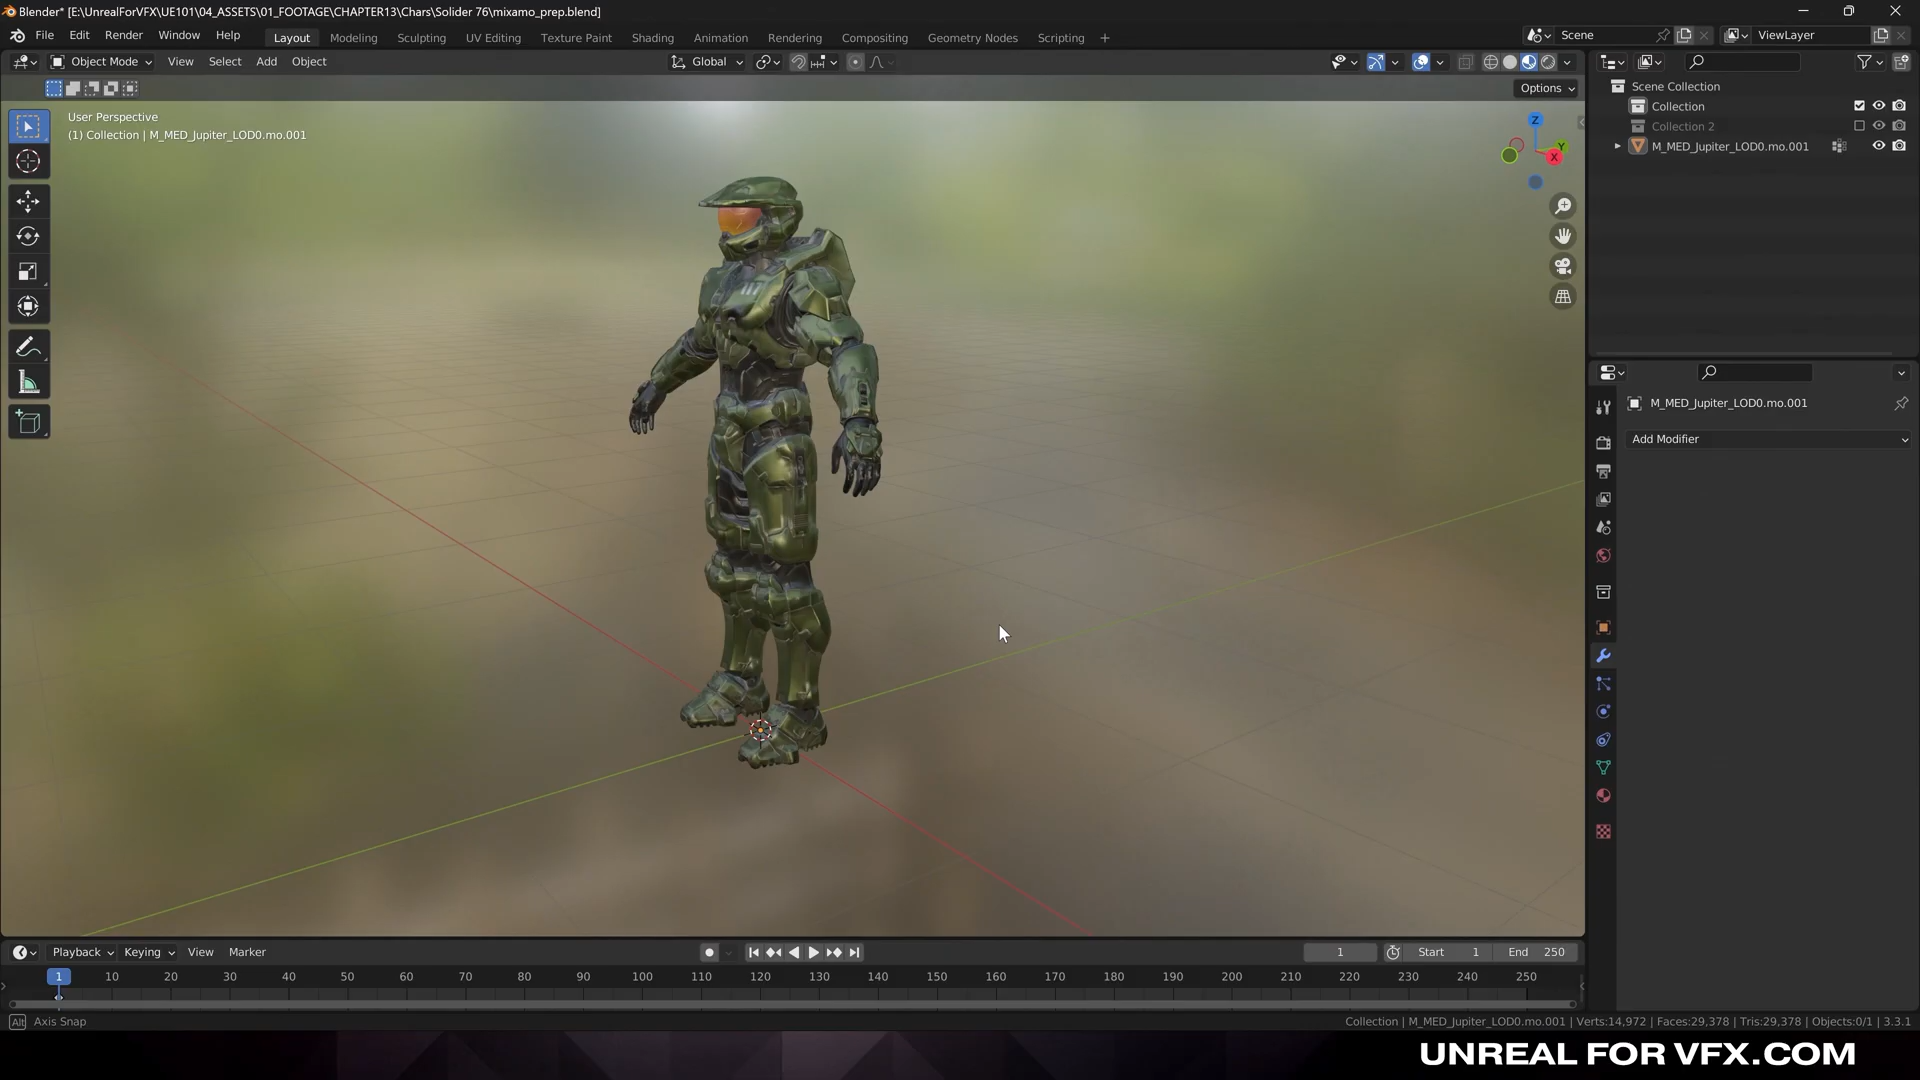 Blender* [E:\UnrealForVFX\UE101\04_ASSETS\01_FOOTAGE\CHAPTER13\Chars\Solider 76\mixamo_prep.blend]
File Edit Render Window Help Layout Modeling Sculpting UV Editing Texture Paint Shading Animation Rendering Compositing Geometry Nodes Scripting + Scene ViewLayer
Object Mode View Select Add Object Global
Options
User Perspective
(1) Collection | M_MED_Jupiter_LOD0.mo.001
Z
Y
X
Scene Collection
Collection
Collection 2
M_MED_Jupiter_LOD0.mo.001
M_MED_Jupiter_LOD0.mo.001
Add Modifier
Playback Keying View Marker 1 Start 1 End 250
1 10 20 30 40 50 60 70 80 90 100 110 120 130 140 150 160 170 180 190 200 210 220 230 240 250
Alt Axis Snap
Collection | M_MED_Jupiter_LOD0.mo.001 | Verts:14,972 | Faces:29,378 | Tris:29,378 | Objects:0/1 | 3.3.1
UNREAL FOR VFX.COM